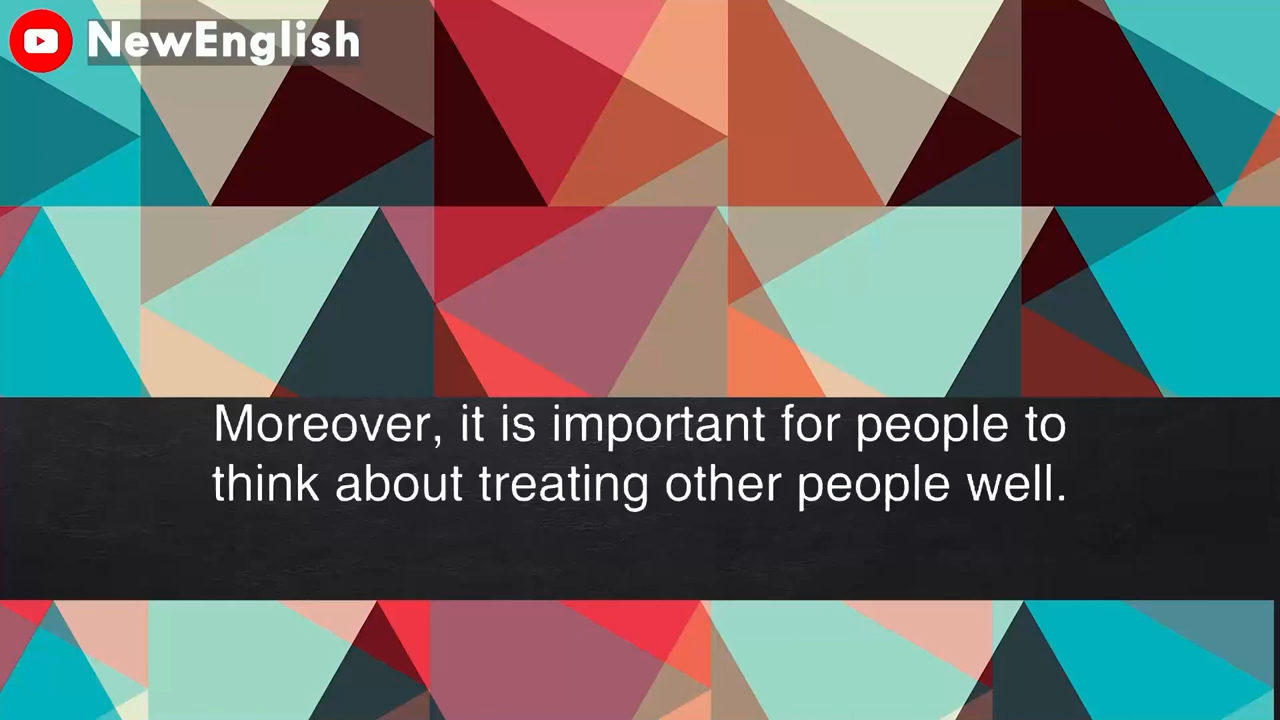 NewEnglish
Moreover, it is important for people to
think about treating other people well.